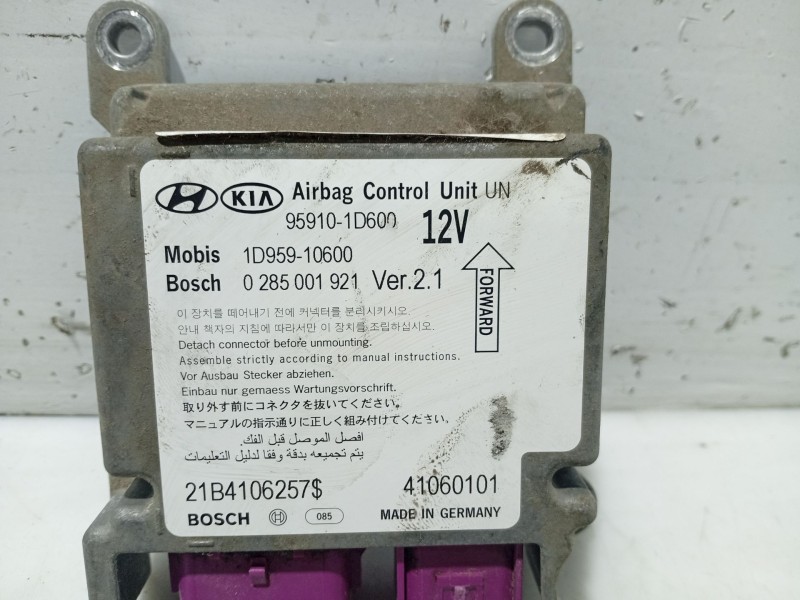 KIA Airbag Control Unit UN
95910-1D600 12V
Mobis 1D959-10600
Bosch 0 285 001 921 Ver.2.1
FORWARD
이 장치를 떼어내기 전에 커넥터를 분리시키시오.
안내 책자의 지침에 따라서만 이 장치를 조립하십시오.
Detach connector before unmounting.
Assemble strictly according to manual instructions.
Vor Ausbau Stecker abziehen.
Einbau nur gemaess Wartungsvorschrift.
取り外す前にコネクタを抜いてください。
マニュアルの指示通りに正しく組み付けてください。
افصل الموصل قبل الفك.
يتم تجميعه بدقة وفقا لدليل التعليمات
21B4106257$ 41060101
BOSCH 085 MADE IN GERMANY